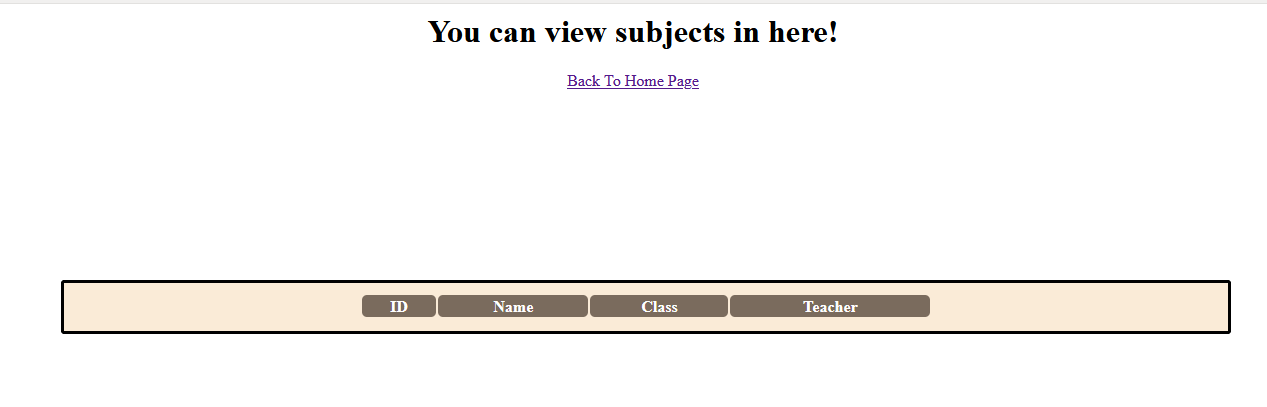 You can view subjects in here!
Back To Home Page
ID Name Class Teacher